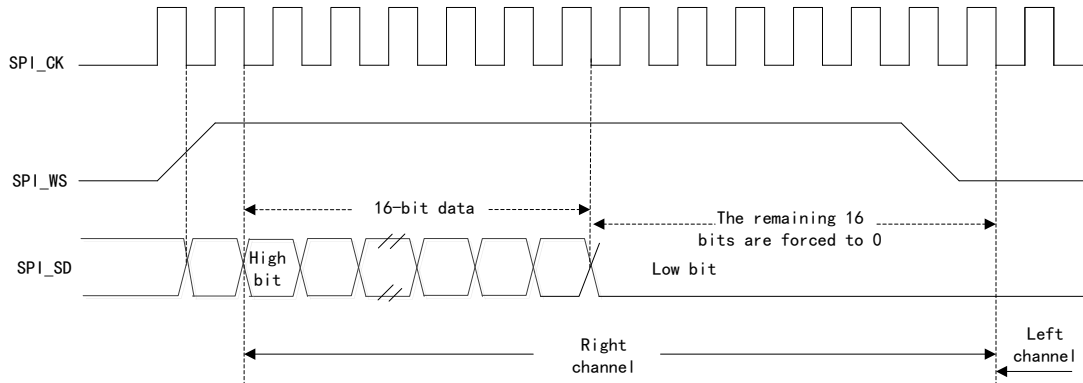 SPI_CK
SPI_WS
16-bit data
The remaining 16
bits are forced to 0
SPI_SD
High
bit
Low bit
Right
channel
Left
channel